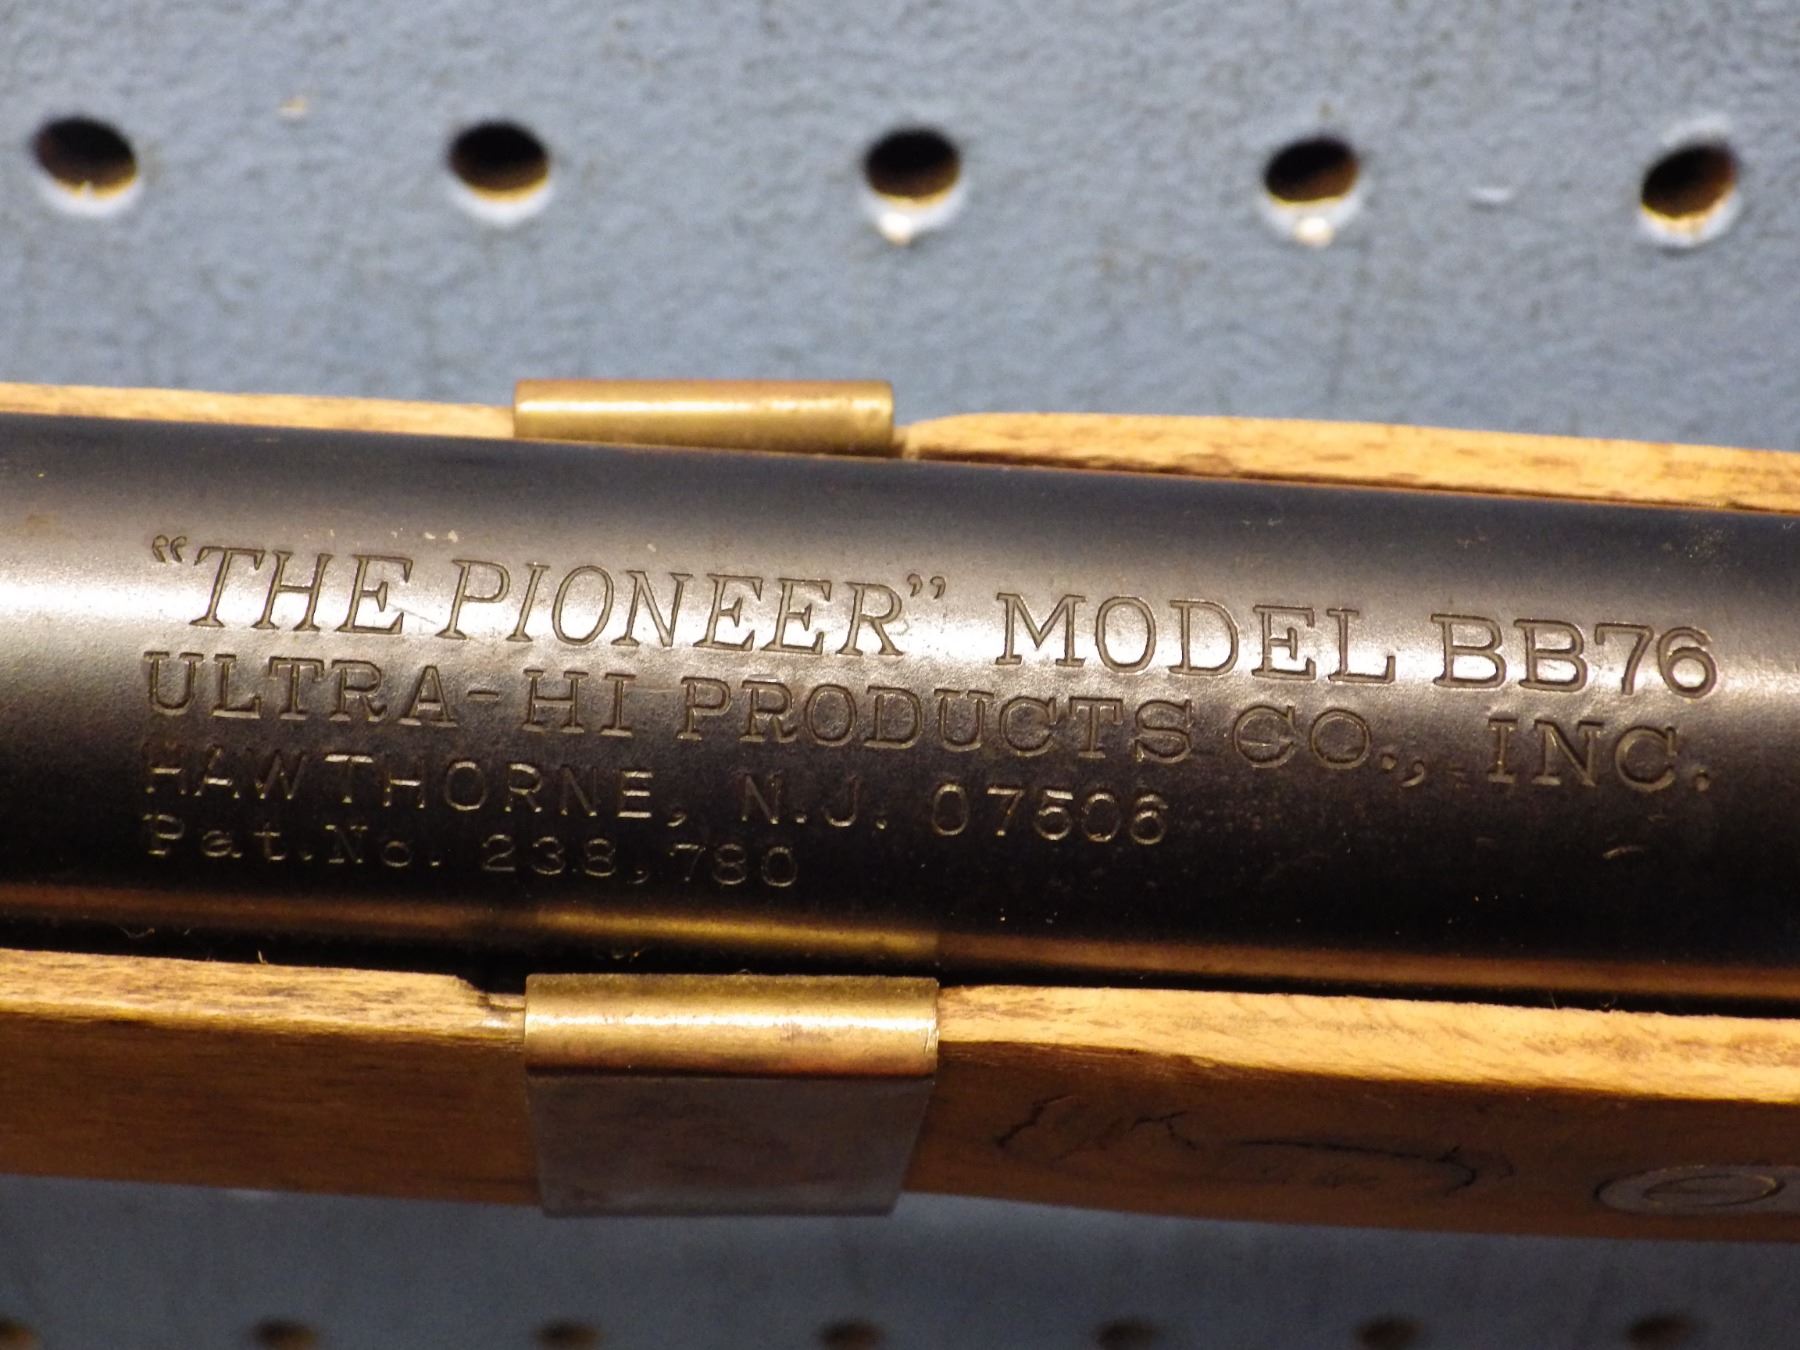 “THE PIONEER” MODEL BB76
ULTRA-HI PRODUCTS CO., INC.
HAWTHORNE, N.J. 07506
Pat. No. 238,780